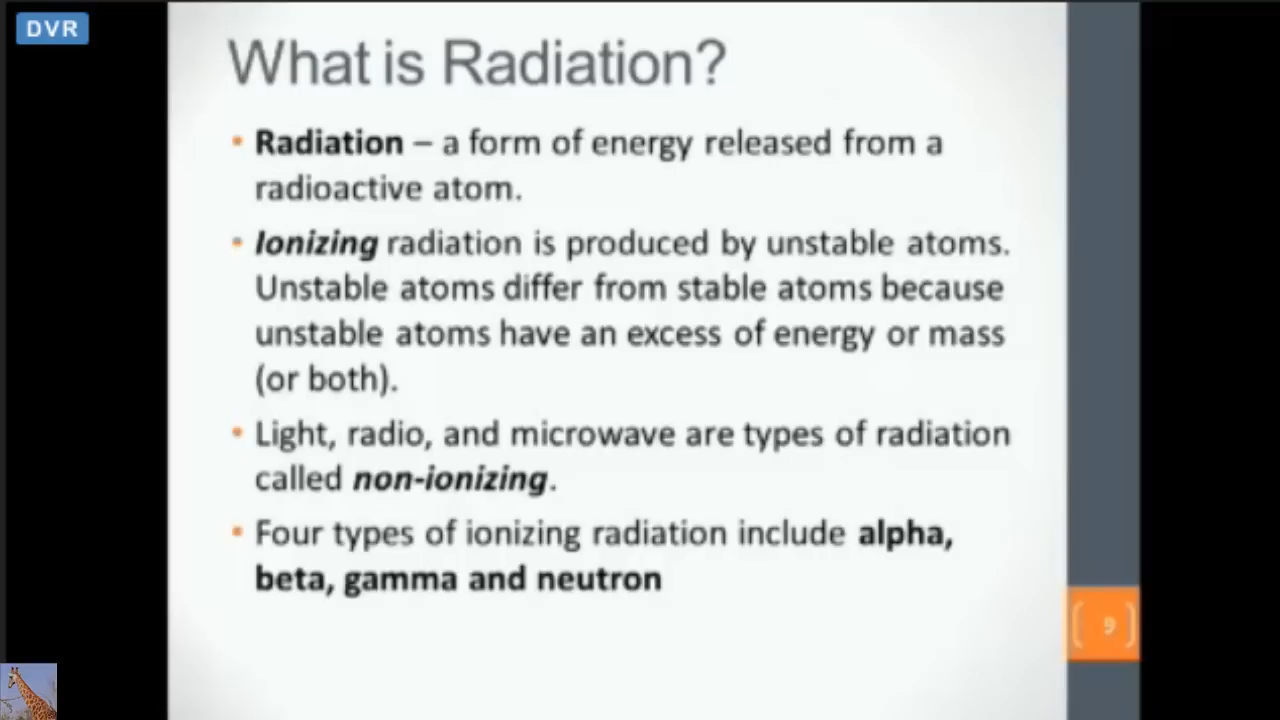 DVR
What is Radiation?
• Radiation – a form of energy released from a
radioactive atom.
• Ionizing radiation is produced by unstable atoms.
Unstable atoms differ from stable atoms because
unstable atoms have an excess of energy or mass
(or both).
• Light, radio, and microwave are types of radiation
called non-ionizing.
• Four types of ionizing radiation include alpha,
beta, gamma and neutron
[ 9 ]